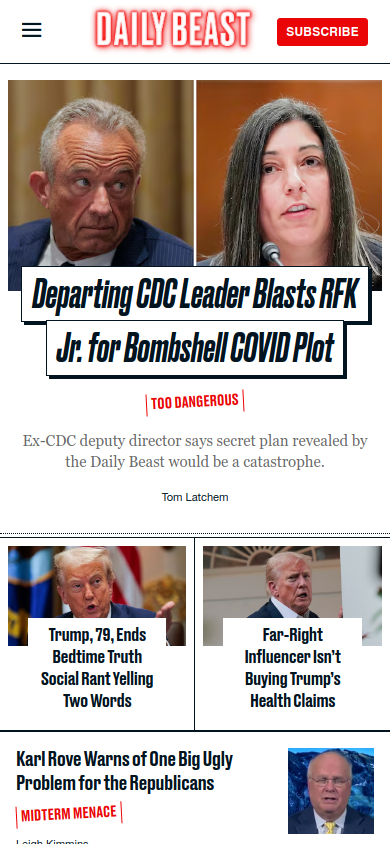 DAILY BEAST
SUBSCRIBE
Departing CDC Leader Blasts RFK
Jr. for Bombshell COVID Plot
TOO DANGEROUS
Ex-CDC deputy director says secret plan revealed by
the Daily Beast would be a catastrophe.
Tom Latchem
Trump, 79, Ends
Bedtime Truth
Social Rant Yelling
Two Words
Far-Right
Influencer Isn’t
Buying Trump’s
Health Claims
Karl Rove Warns of One Big Ugly
Problem for the Republicans
MIDTERM MENACE
Leigh Kimmins